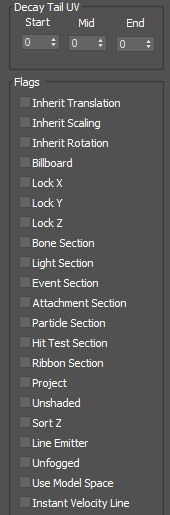 Decay Tail UV
Start Mid End
0 0 0
Flags
Inherit Translation
Inherit Scaling
Inherit Rotation
Billboard
Lock X
Lock Y
Lock Z
Bone Section
Light Section
Event Section
Attachment Section
Particle Section
Hit Test Section
Ribbon Section
Project
Unshaded
Sort Z
Line Emitter
Unfogged
Use Model Space
Instant Velocity Line